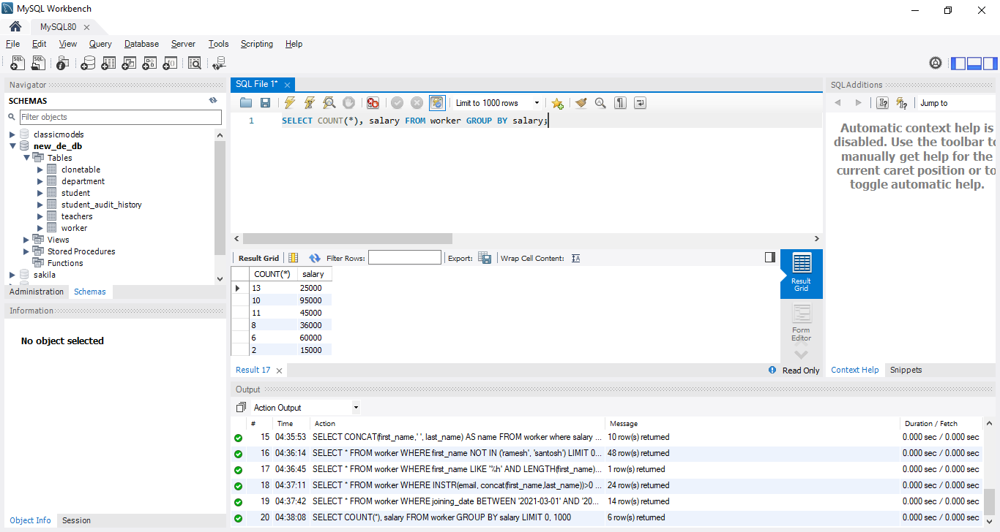 MySQL Workbench
MySQL80
File Edit View Query Database Server Tools Scripting Help
Navigator
SCHEMAS
Filter objects
classicmodels
new_de_db
Tables
clonetable
department
student
student_audit_history
teachers
worker
Views
Stored Procedures
Functions
sakila
Administration Schemas
Information
No object selected
Object Info Session
SQL File 1*
Limit to 1000 rows
1 SELECT COUNT(*), salary FROM worker GROUP BY salary;
Result Grid Filter Rows: Export: Wrap Cell Content:
COUNT(*) salary
13 25000
10 95000
11 45000
8 36000
6 60000
2 15000
Result Grid
Form Editor
Result 17
Read Only
SQLAdditions
Jump to
Automatic context help is
disabled. Use the toolbar to
manually get help for the
current caret position or to
toggle automatic help.
Context Help Snippets
Output
Action Output
# Time Action Message Duration / Fetch
15 04:35:53 SELECT CONCAT(first_name,' ', last_name) AS name FROM worker where salary ... 10 row(s) returned 0.000 sec / 0.000 sec
16 04:36:14 SELECT * FROM worker WHERE first_name NOT IN ('ramesh', 'santosh') LIMIT 0... 48 row(s) returned 0.000 sec / 0.000 sec
17 04:36:45 SELECT * FROM worker WHERE first_name LIKE '%h' AND LENGTH(first_name)... 1 row(s) returned 0.000 sec / 0.000 sec
18 04:37:11 SELECT * FROM worker WHERE INSTR(email, concat(first_name,last_name))>0 ... 24 row(s) returned 0.000 sec / 0.000 sec
19 04:37:42 SELECT * FROM worker WHERE joining_date BETWEEN '2021-03-01' AND '20... 14 row(s) returned 0.000 sec / 0.000 sec
20 04:38:08 SELECT COUNT(*), salary FROM worker GROUP BY salary LIMIT 0, 1000 6 row(s) returned 0.000 sec / 0.000 sec